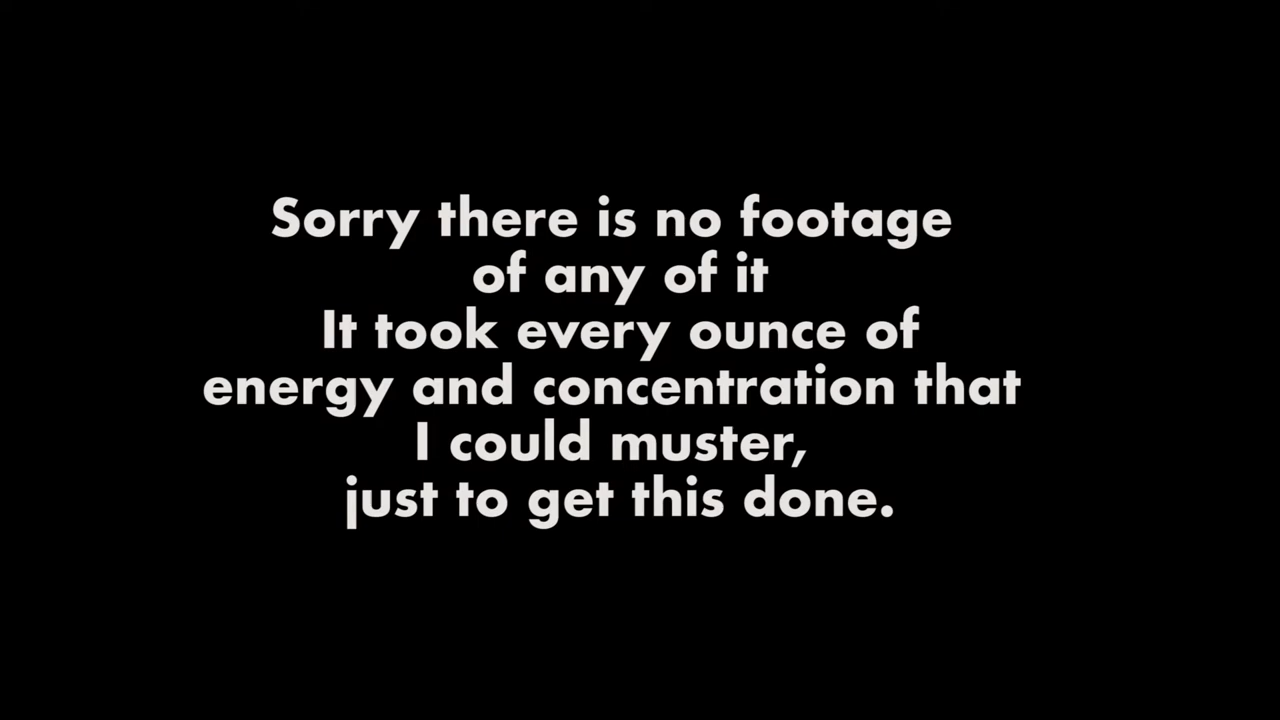 Sorry there is no footage
of any of it
It took every ounce of
energy and concentration that
I could muster,
just to get this done.